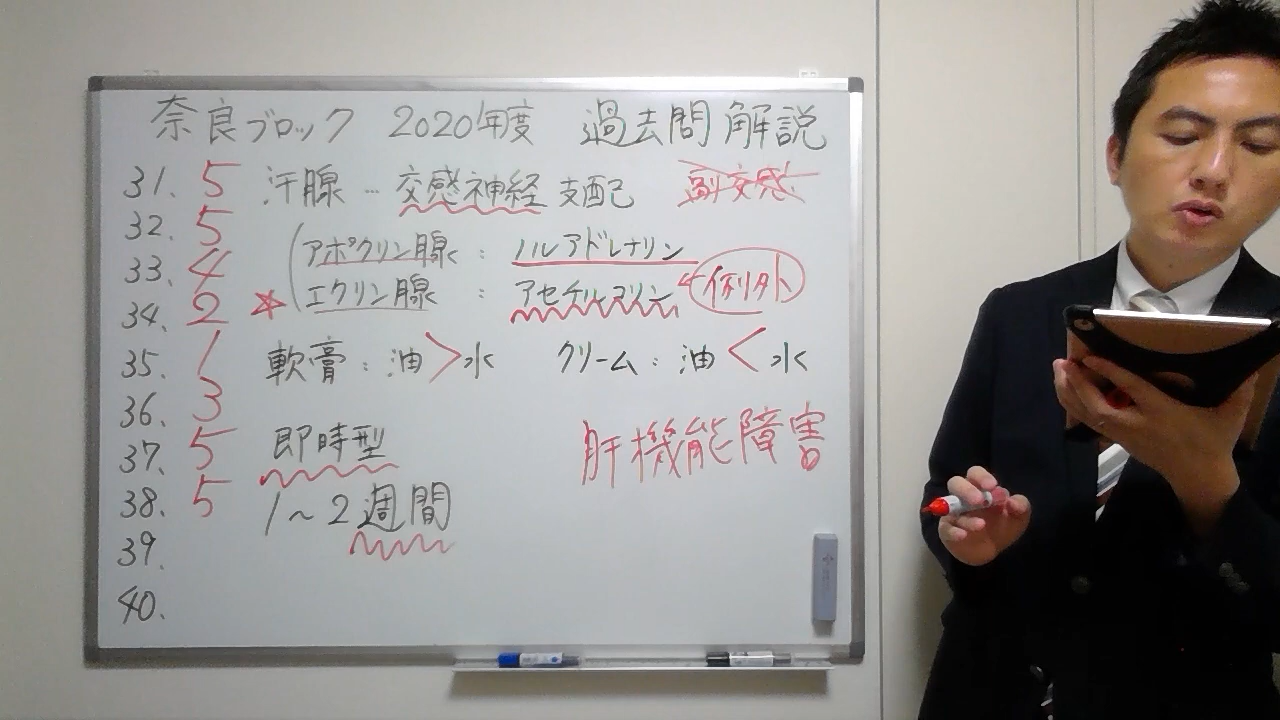 奈良ブロック 2020年度 過去問解説
31. 5 汗腺…交感神経支配 副交感
32. 5 アポクリン腺：ノルアドレナリン
33. 4 エクリン腺：アセチルコリン 例外
34. 2 ☆
35. 1 軟膏：油＞水 クリーム：油＜水
36. 3
37. 5 即時型 肝機能障害
38. 5 1～2週間
39.
40.